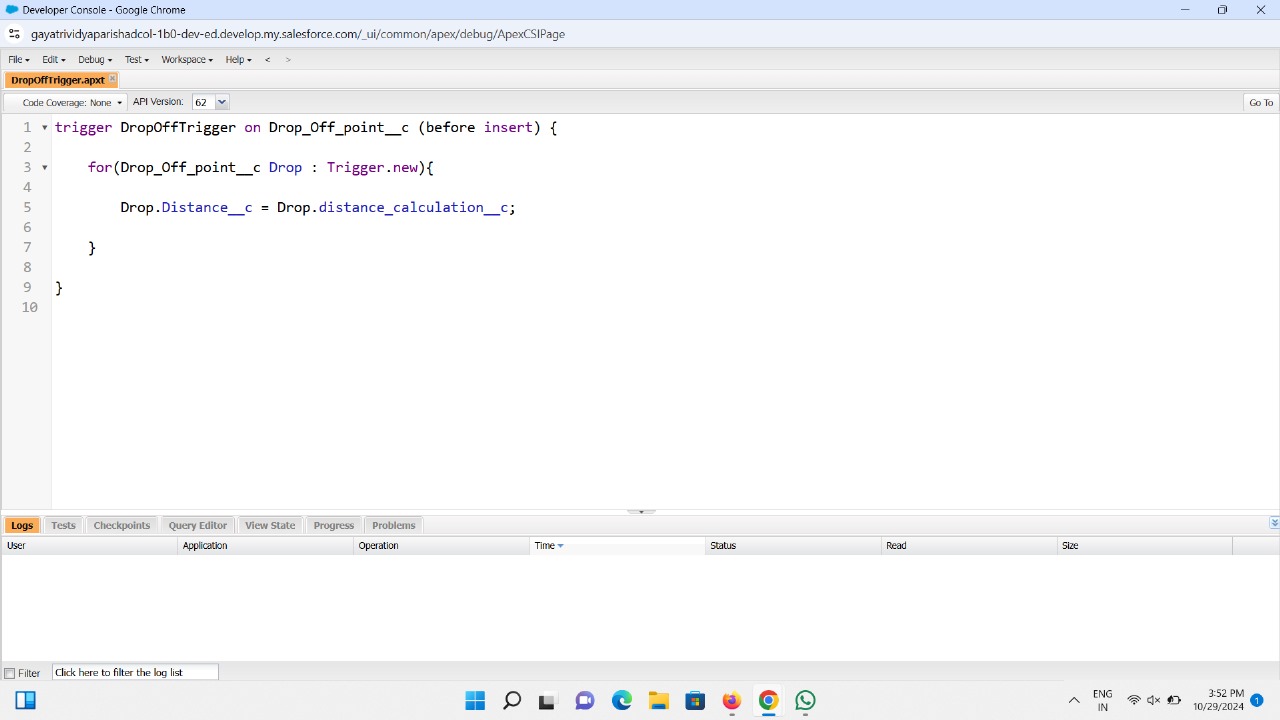 Developer Console - Google Chrome
gayatrividyaparishadcol-1b0-dev-ed.develop.my.salesforce.com/_ui/common/apex/debug/ApexCSIPage
File Edit Debug Test Workspace Help < >
DropOffTrigger.apxt
Code Coverage: None API Version: 62 Go To
1 trigger DropOffTrigger on Drop_Off_point__c (before insert) {
2
3 for(Drop_Off_point__c Drop : Trigger.new){
4
5 Drop.Distance__c = Drop.distance_calculation__c;
6
7 }
8
9 }
10
Logs Tests Checkpoints Query Editor View State Progress Problems
User Application Operation Time Status Read Size
Filter Click here to filter the log list
ENG 3:52 PM
IN 10/29/2024 1